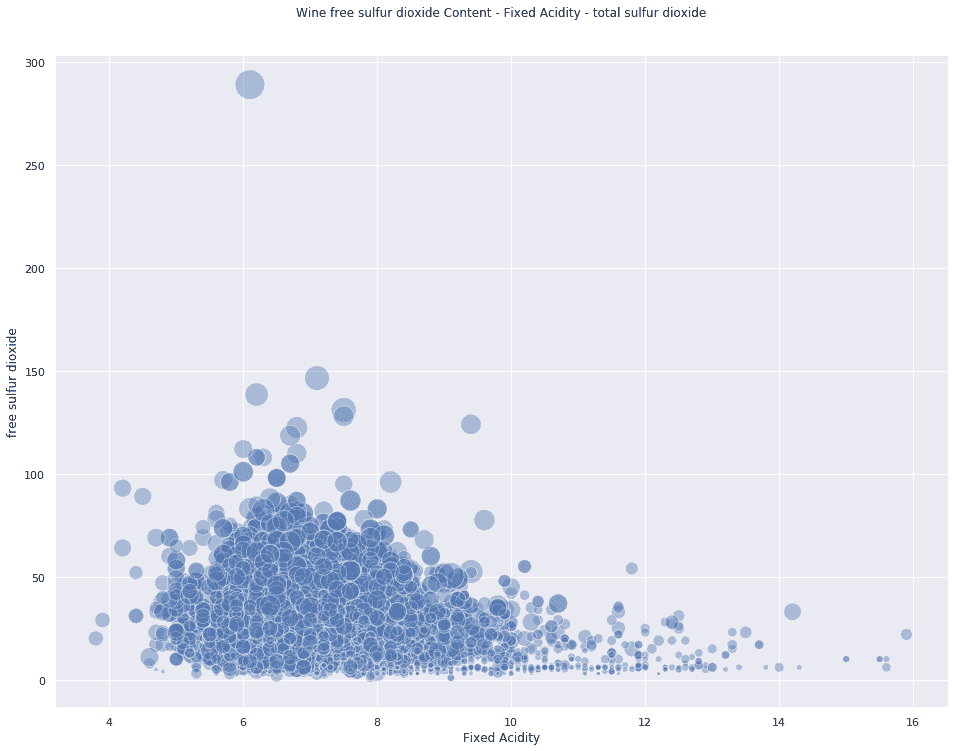 Wine free sulfur dioxide Content - Fixed Acidity - total sulfur dioxide
300
250
200
150
100
50
0
free sulfur dioxide
4 6 8 10 12 14 16
Fixed Acidity